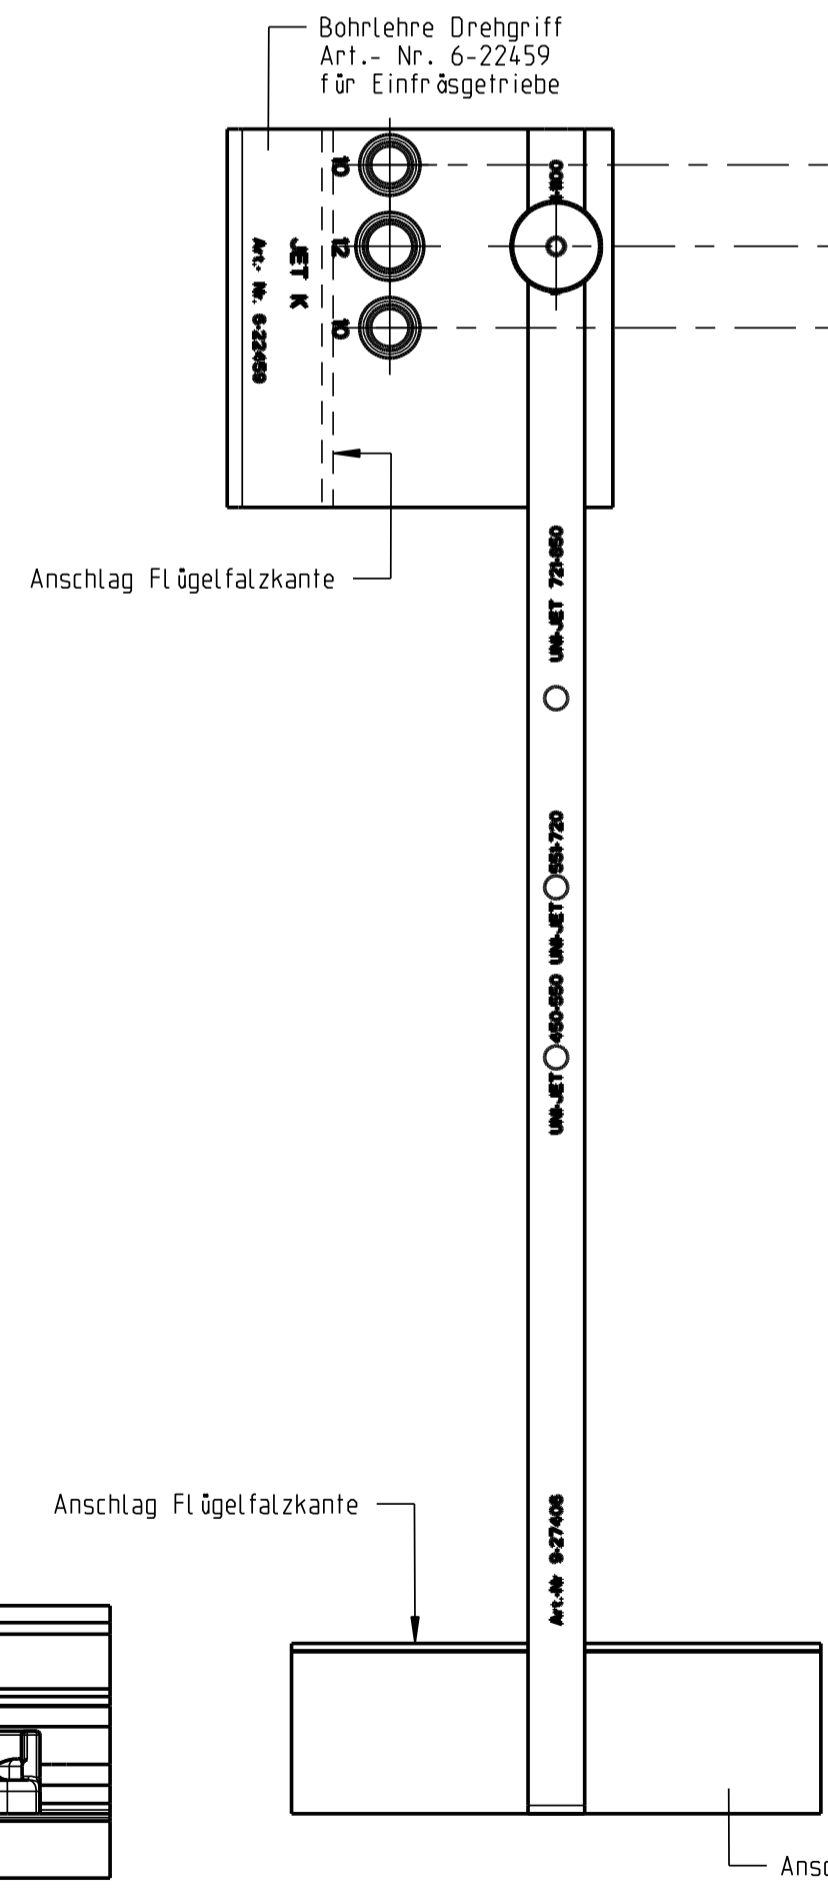 Bohrlehre Drehgriff
Art.- Nr. 6-22459
für Einfräsgetriebe
10
12
10
JET K
Art.- Nr. 6-22459
Anschlag Flügelfalzkante
UNI-JET 721-850
UNI-JET 551-720
UNI-JET 450-550
Anschlag Flügelfalzkante
Art.-Nr 9-27406